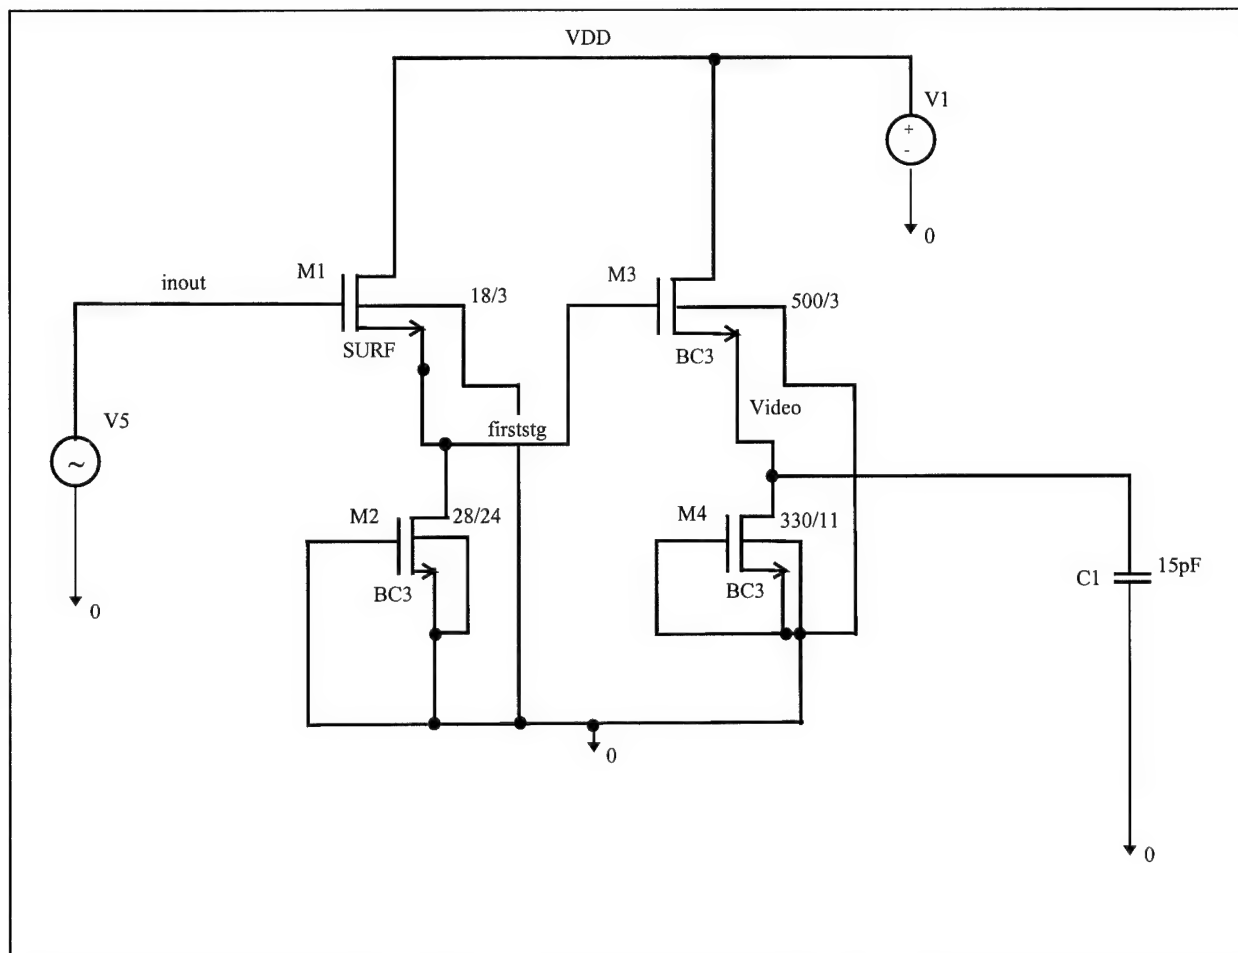 VDD
V1
+
-
0
M1
inout
18/3
SURF
M3
500/3
BC3
V5
~
0
firststg
Video
M2
28/24
BC3
M4
330/11
BC3
C1
15pF
0
0